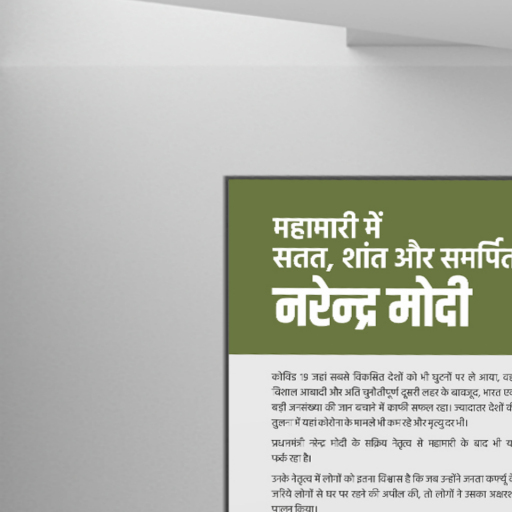 महामारी में
सतत, शांत और समर्पित
नरेन्द्र मोदी
कोविड 19 जहां सबसे विकसित देशों को भी घुटनों पर ले आया, वह
विशाल आबादी और अति चुनौतीपूर्ण दूसरी लहर के बावजूद, भारत एक
बड़ी जनसंख्या की जान बचाने में काफी सफल रहा। ज्यादातर देशों की
तुलना में यहां कोरोना के मामले भी कम रहे और मृत्यु दर भी।
प्रधानमंत्री नरेन्द्र मोदी के सक्रिय नेतृत्व से महामारी के बाद भी
फर्क रहा है।
उनके नेतृत्व में लोगों को इतना विश्वास है कि जब उन्होंने जनता कर्फ्यू के
जरिये लोगों से घर पर रहने की अपील की, तो लोगों ने उसका अक्षरश
पालन किया।